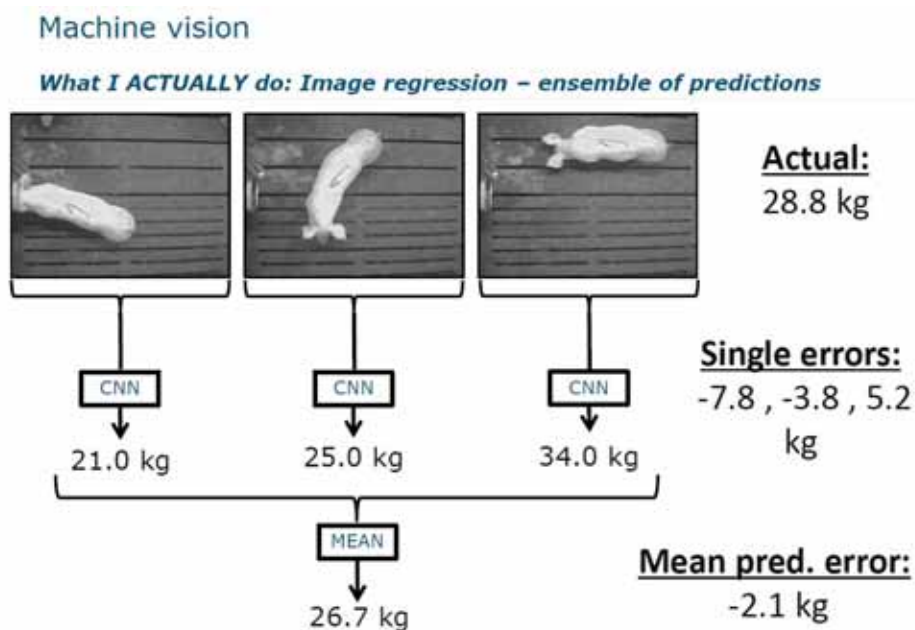 Machine vision
What I ACTUALLY do: Image regression – ensemble of predictions
Actual:
28.8 kg
CNN
CNN
CNN
21.0 kg
25.0 kg
34.0 kg
Single errors:
-7.8 , -3.8 , 5.2
kg
MEAN
26.7 kg
Mean pred. error:
-2.1 kg